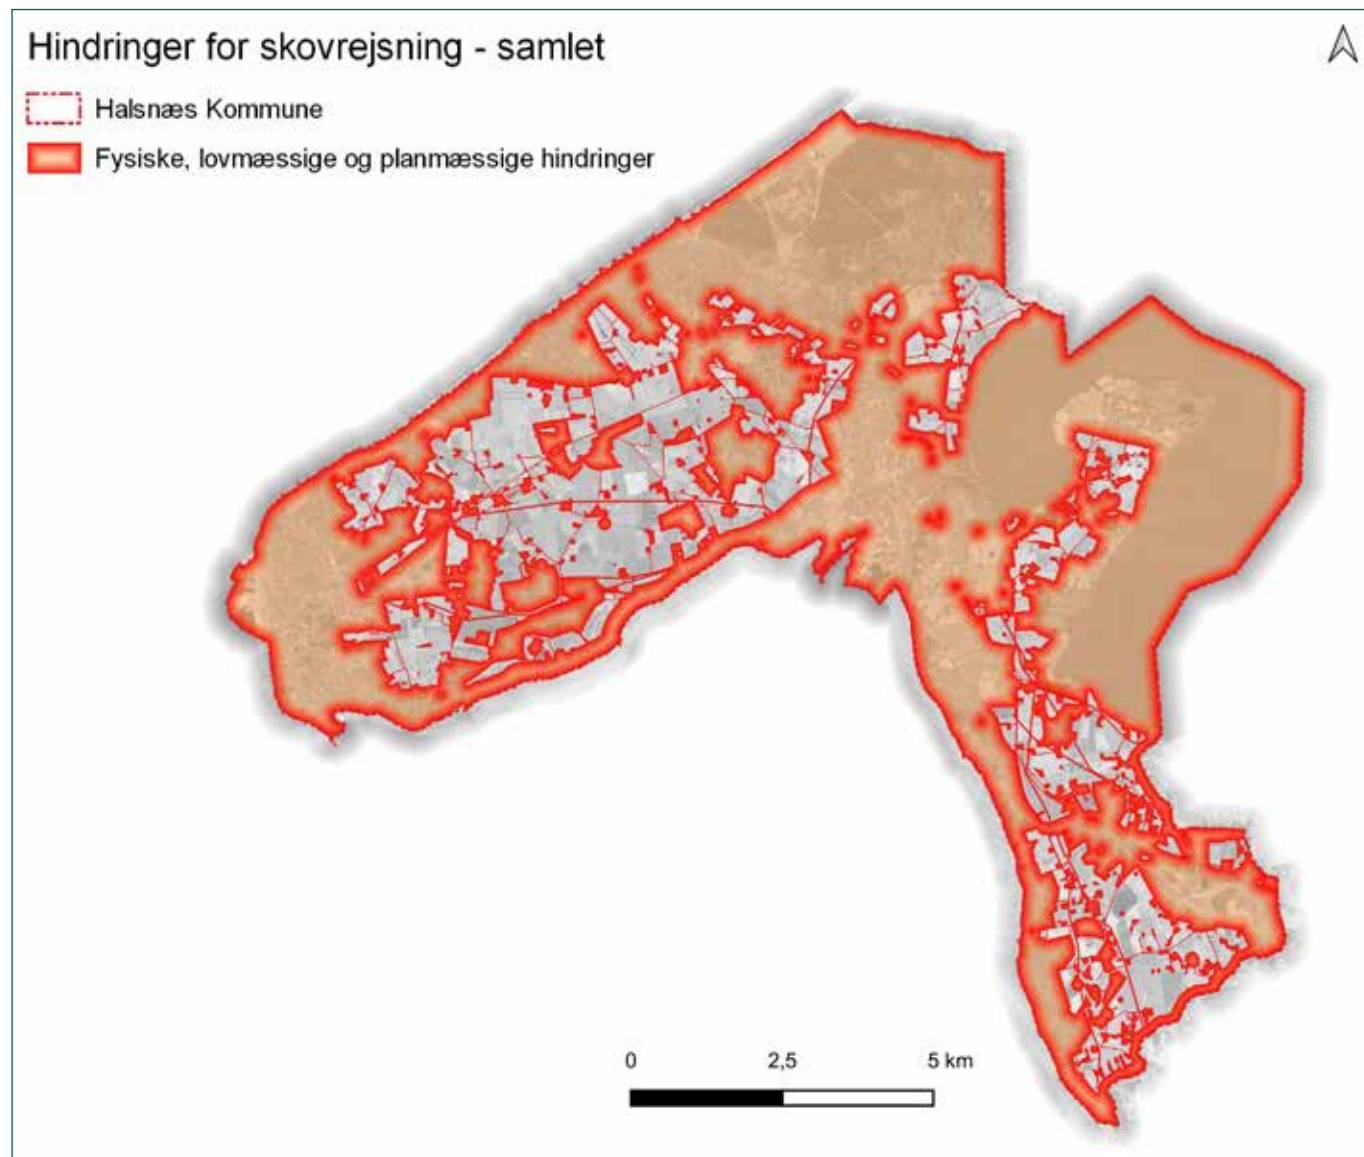 Hindringer for skovrejsning - samlet
Halsnæs Kommune
Fysiske, lovmæssige og planmæssige hindringer
0 2,5 5 km